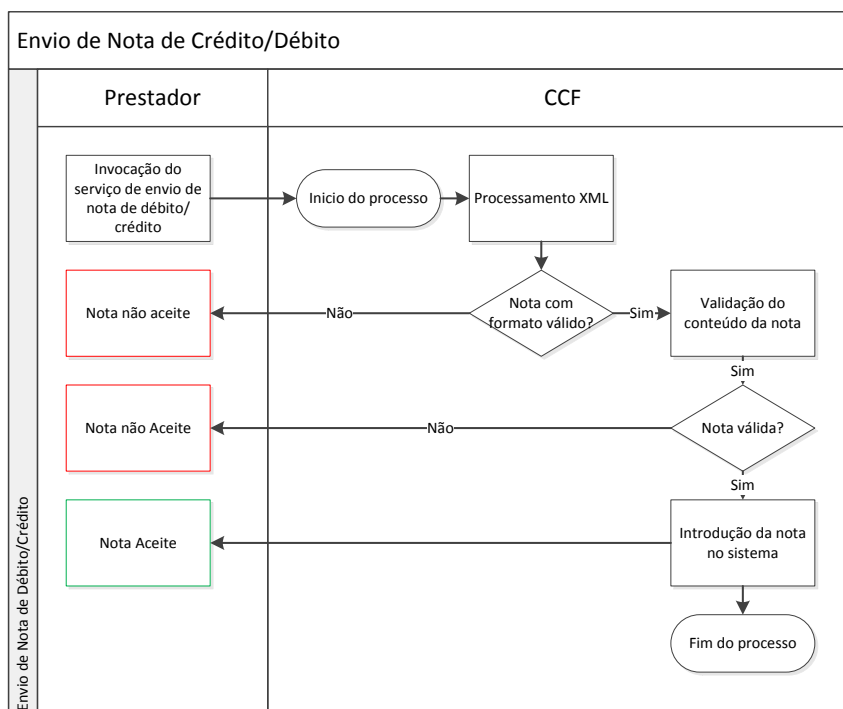 Envio de Nota de Crédito/Débito
Prestador
CCF
Envio de Nota de Débito/Crédito
Invocação do
serviço de envio de
nota de débito/
crédito
Inicio do processo
Processamento XML
Nota não aceite
Não
Nota com
formato válido?
Sim
Validação do
conteúdo da nota
Sim
Nota não Aceite
Não
Nota válida?
Sim
Nota Aceite
Introdução da nota
no sistema
Fim do processo